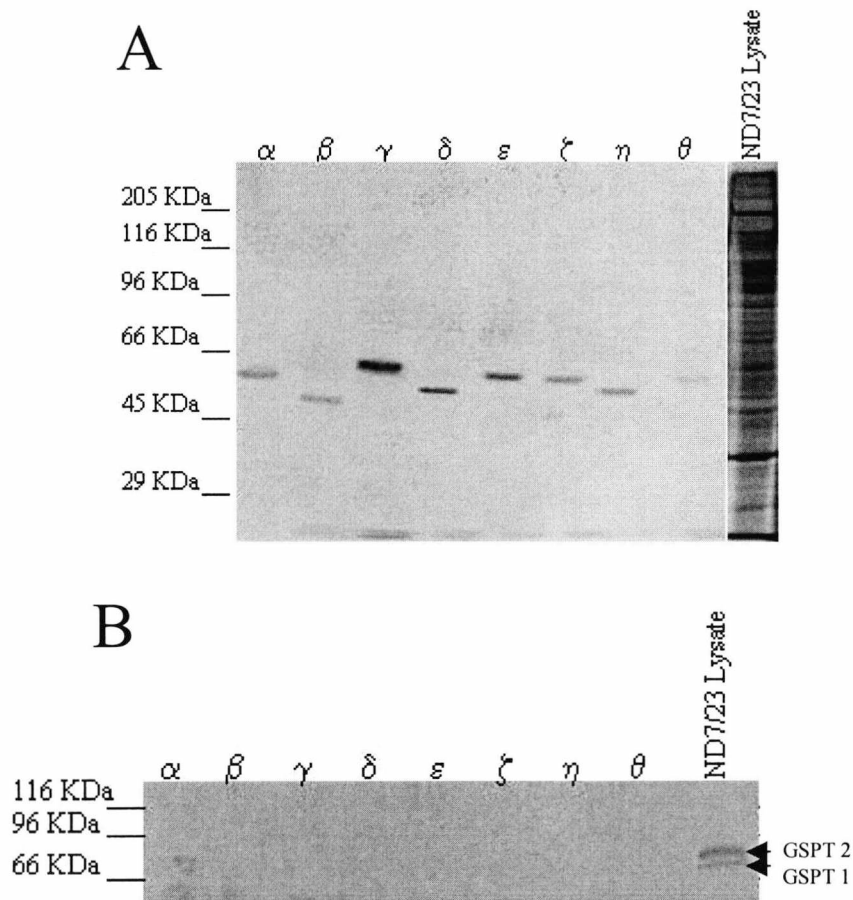 A
α β γ δ ε ζ η θ ND7/23 Lysate
205 KDa
116 KDa
96 KDa
66 KDa
45 KDa
29 KDa
B
α β γ δ ε ζ η θ ND7/23 Lysate
116 KDa
96 KDa
66 KDa
GSPT 2
GSPT 1